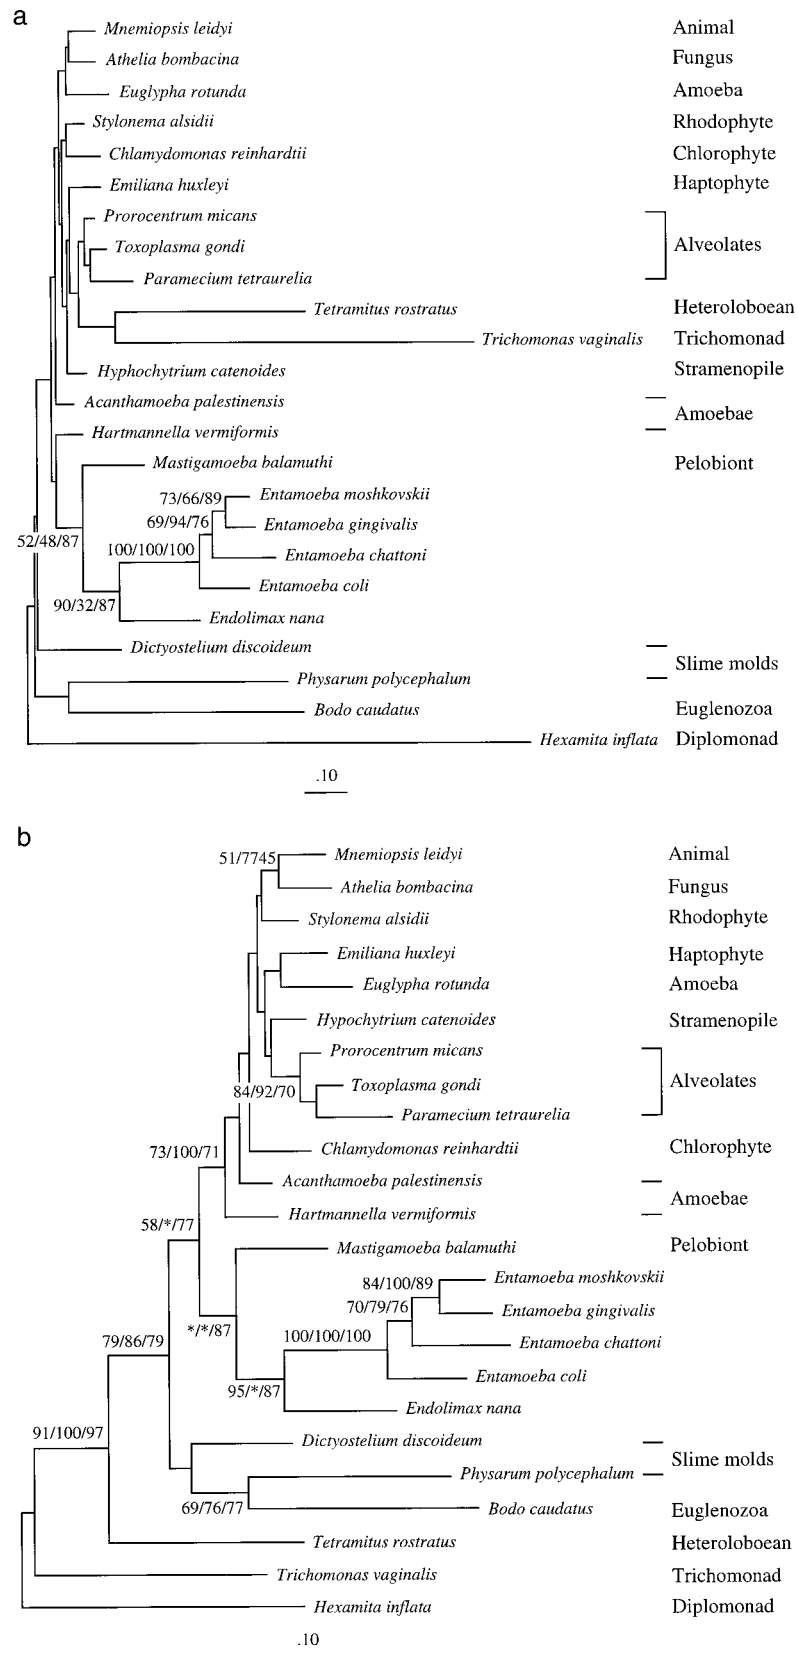 a
Mnemiopsis leidyi Animal
Athelia bombacina Fungus
Euglypha rotunda Amoeba
Stylonema alsidii Rhodophyte
Chlamydomonas reinhardtii Chlorophyte
Emiliana huxleyi Haptophyte
Prorocentrum micans
Toxoplasma gondi Alveolates
Paramecium tetraurelia
Tetramitus rostratus Heteroloboean
Trichomonas vaginalis Trichomonad
Hyphochytrium catenoides Stramenopile
Acanthamoeba palestinensis
Amoebae
Hartmannella vermiformis
Mastigamoeba balamuthi Pelobiont
73/66/89 Entamoeba moshkovskii
69/94/76 Entamoeba gingivalis
52/48/87 100/100/100 Entamoeba chattoni
Entamoeba coli
90/32/87
Endolimax nana
Dictyostelium discoideum
Slime molds
Physarum polycephalum
Bodo caudatus Euglenozoa
Hexamita inflata Diplomonad
.10
b
51/7745 Mnemiopsis leidyi Animal
Athelia bombacina Fungus
Stylonema alsidii Rhodophyte
Emiliana huxleyi Haptophyte
Euglypha rotunda Amoeba
Hypochytrium catenoides Stramenopile
Prorocentrum micans
84/92/70 Toxoplasma gondi Alveolates
Paramecium tetraurelia
73/100/71 Chlamydomonas reinhardtii Chlorophyte
Acanthamoeba palestinensis
Amoebae
Hartmannella vermiformis
58/*/77
Mastigamoeba balamuthi Pelobiont
84/100/89 Entamoeba moshkovskii
70/79/76 Entamoeba gingivalis
*/*/87 100/100/100 Entamoeba chattoni
79/86/79
Entamoeba coli
95/*/87
Endolimax nana
91/100/97
Dictyostelium discoideum
Slime molds
Physarum polycephalum
69/76/77 Bodo caudatus Euglenozoa
Tetramitus rostratus Heteroloboean
Trichomonas vaginalis Trichomonad
Hexamita inflata Diplomonad
.10